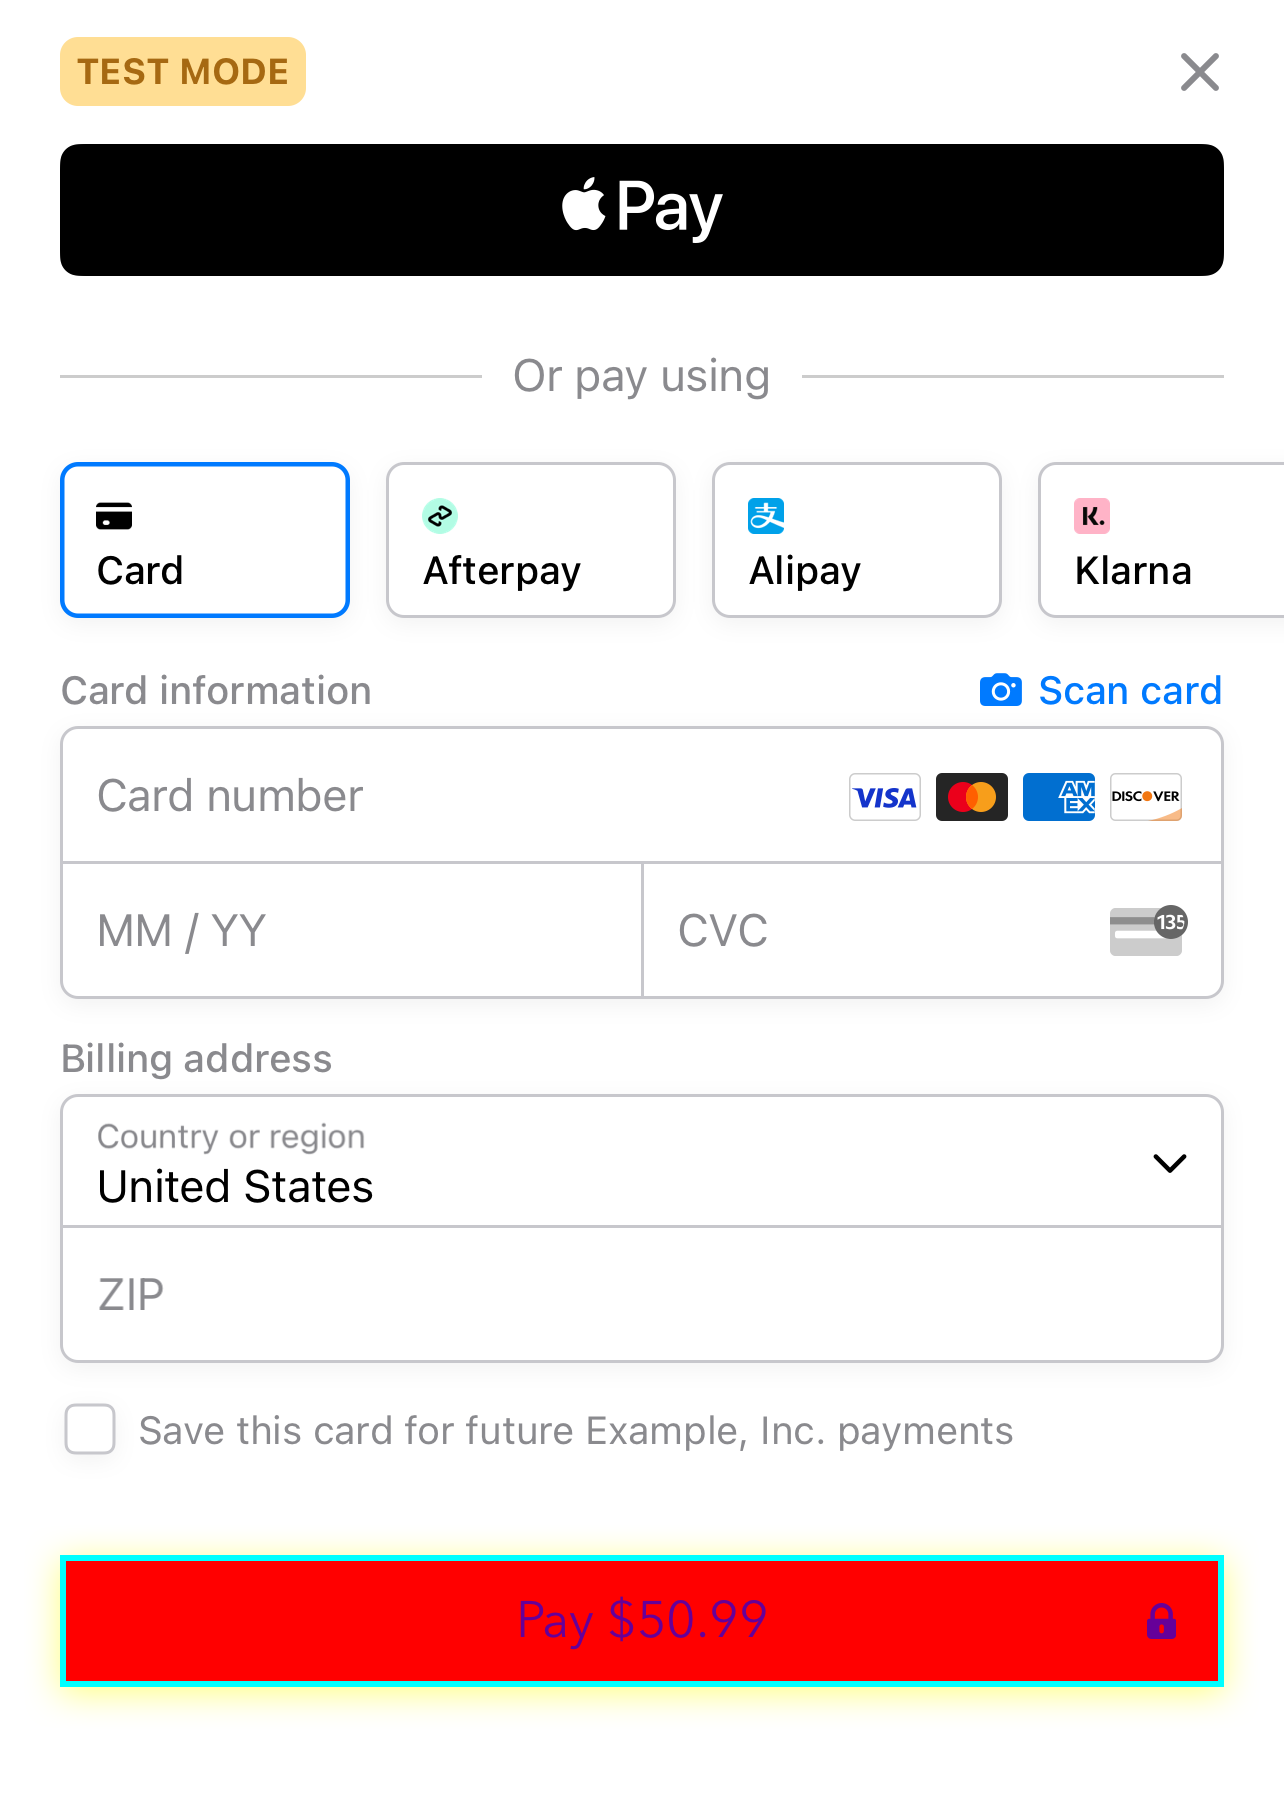 TEST MODE
Pay
Or pay using
Card
Afterpay
支 Alipay
K. Klarna
Card information
Scan card
Card number
VISA
AMEX
DISCOVER
MM / YY
CVC
135
Billing address
Country or region
United States
ZIP
Save this card for future Example, Inc. payments
Pay $50.99